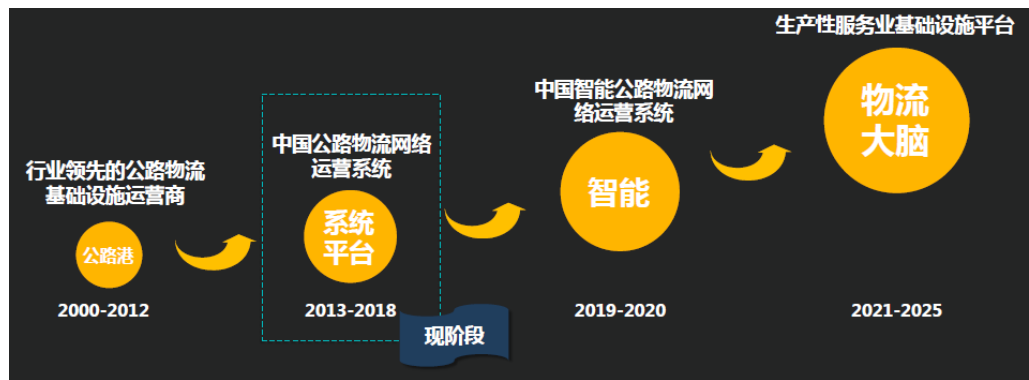 行业领先的公路物流
基础设施运营商
公路港
2000-2012
中国公路物流网络
运营系统
系统
平台
2013-2018
现阶段
中国智能公路物流网
络运营系统
智能
2019-2020
生产性服务业基础设施平台
物流
大脑
2021-2025